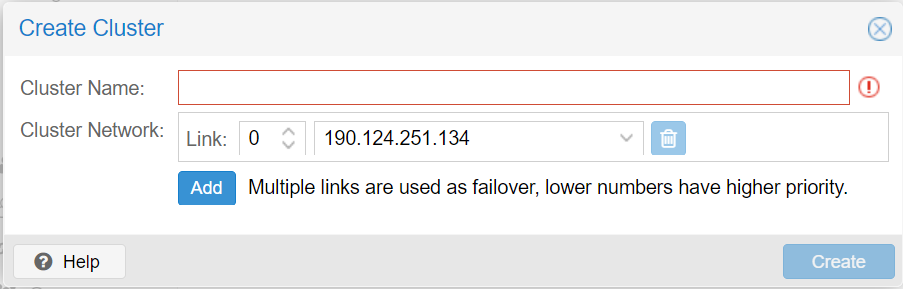 Create Cluster
Cluster Name:
Cluster Network: Link: 0 190.124.251.134
Add Multiple links are used as failover, lower numbers have higher priority.
Help Create